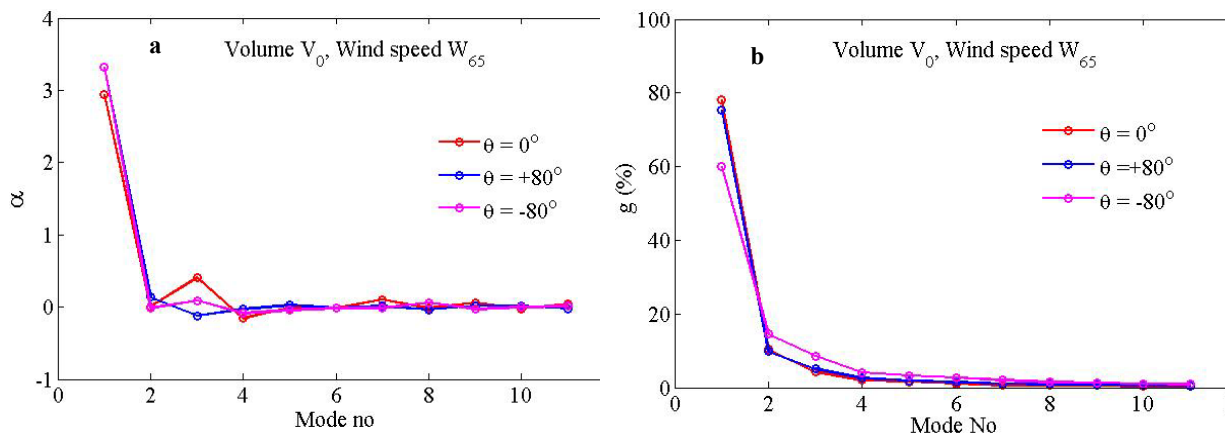 a
Volume V₀, Wind speed W₆₅
θ = 0°
θ = +80°
θ = -80°
4
3
2
1
0
-1
α
0 2 4 6 8 10
Mode no
b
Volume V₀, Wind speed W₆₅
θ = 0°
θ =+80°
θ = -80°
100
80
60
40
20
0
g (%)
0 2 4 6 8 10
Mode No